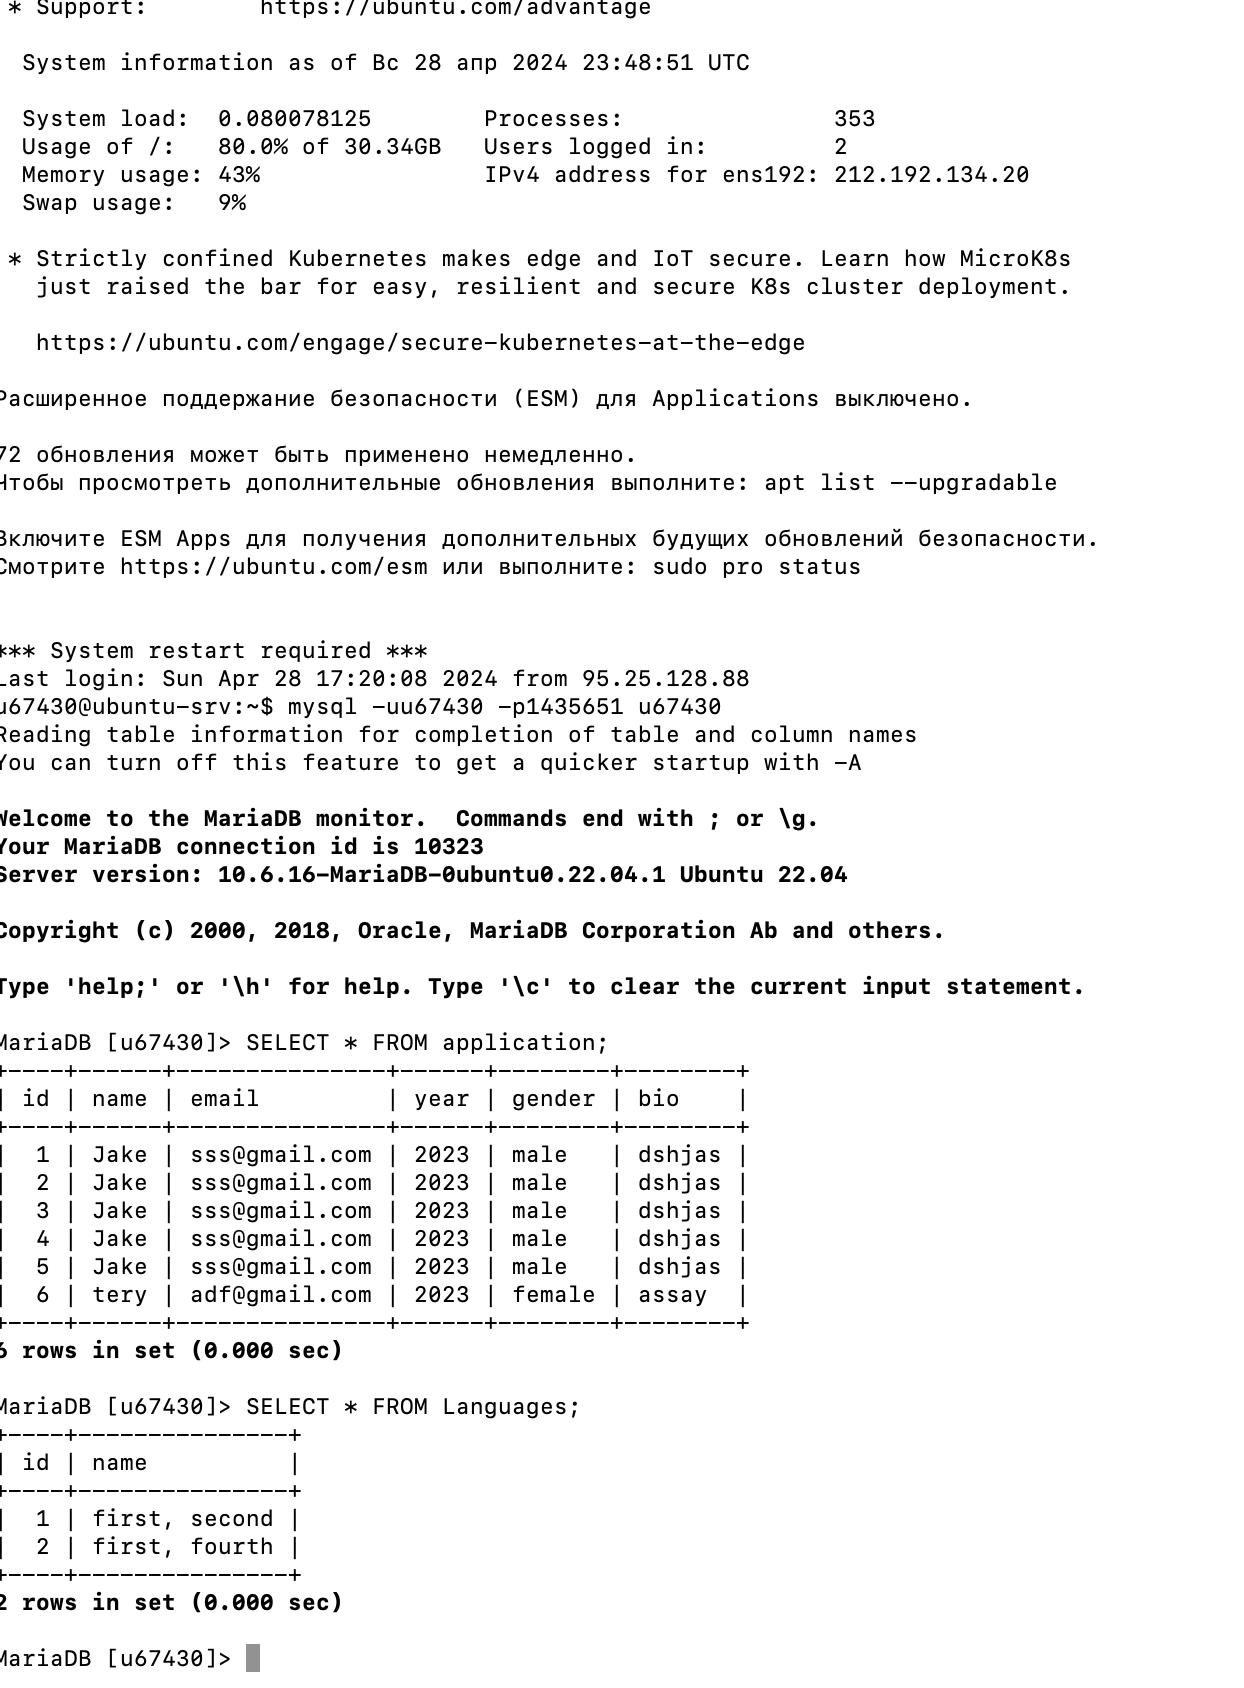 * Support:        https://ubuntu.com/advantage
System information as of Вс 28 апр 2024 23:48:51 UTC
System load:  0.080078125        Processes:               353
Usage of /:   80.0% of 30.34GB   Users logged in:         2
Memory usage: 43%                IPv4 address for ens192: 212.192.134.20
Swap usage:   9%
* Strictly confined Kubernetes makes edge and IoT secure. Learn how MicroK8s
just raised the bar for easy, resilient and secure K8s cluster deployment.
https://ubuntu.com/engage/secure-kubernetes-at-the-edge
Расширенное поддержание безопасности (ESM) для Applications выключено.
72 обновления может быть применено немедленно.
Чтобы просмотреть дополнительные обновления выполните: apt list --upgradable
Включите ESM Apps для получения дополнительных будущих обновлений безопасности.
Смотрите https://ubuntu.com/esm или выполните: sudo pro status
*** System restart required ***
Last login: Sun Apr 28 17:20:08 2024 from 95.25.128.88
u67430@ubuntu-srv:~$ mysql -uu67430 -p1435651 u67430
Reading table information for completion of table and column names
You can turn off this feature to get a quicker startup with -A
Welcome to the MariaDB monitor.  Commands end with ; or \g.
Your MariaDB connection id is 10323
Server version: 10.6.16-MariaDB-0ubuntu0.22.04.1 Ubuntu 22.04
Copyright (c) 2000, 2018, Oracle, MariaDB Corporation Ab and others.
Type 'help;' or '\h' for help. Type '\c' to clear the current input statement.
MariaDB [u67430]> SELECT * FROM application;
+----+------+---------------+------+--------+--------+
| id | name | email         | year | gender | bio    |
+----+------+---------------+------+--------+--------+
|  1 | Jake | sss@gmail.com | 2023 | male   | dshjas |
|  2 | Jake | sss@gmail.com | 2023 | male   | dshjas |
|  3 | Jake | sss@gmail.com | 2023 | male   | dshjas |
|  4 | Jake | sss@gmail.com | 2023 | male   | dshjas |
|  5 | Jake | sss@gmail.com | 2023 | male   | dshjas |
|  6 | tery | adf@gmail.com | 2023 | female | assay  |
+----+------+---------------+------+--------+--------+
6 rows in set (0.000 sec)
MariaDB [u67430]> SELECT * FROM Languages;
+----+---------------+
| id | name          |
+----+---------------+
|  1 | first, second |
|  2 | first, fourth |
+----+---------------+
2 rows in set (0.000 sec)
MariaDB [u67430]>